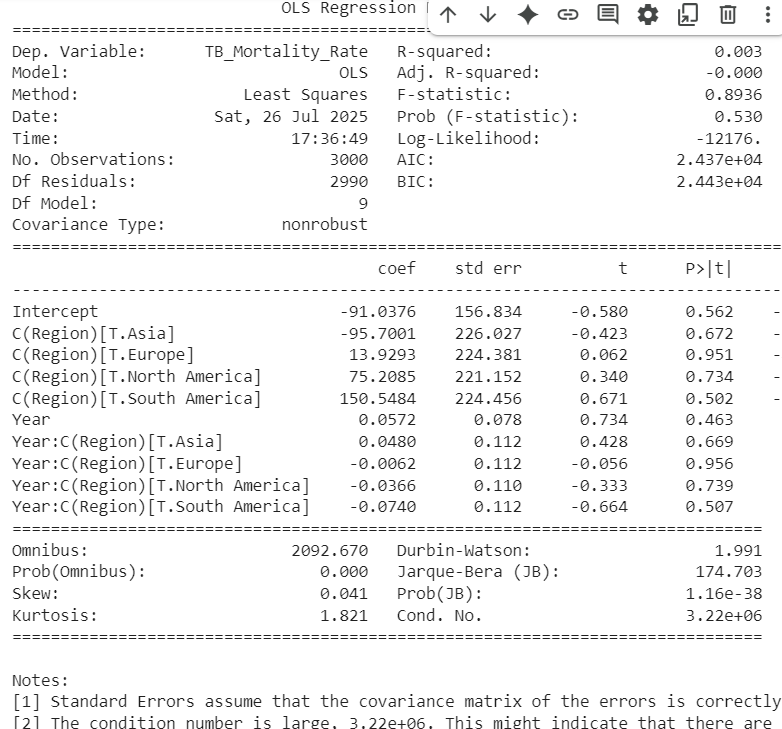 OLS Regression
==============================================================================
Dep. Variable:      TB_Mortality_Rate   R-squared:                       0.003
Model:                            OLS   Adj. R-squared:                 -0.000
Method:                 Least Squares   F-statistic:                    0.8936
Date:                Sat, 26 Jul 2025   Prob (F-statistic):              0.530
Time:                        17:36:49   Log-Likelihood:                -12176.
No. Observations:                3000   AIC:                         2.437e+04
Df Residuals:                    2990   BIC:                         2.443e+04
Df Model:                           9
Covariance Type:            nonrobust
================================================================================
                                      coef    std err          t      P>|t|
--------------------------------------------------------------------------------
Intercept                         -91.0376    156.834     -0.580      0.562      -
C(Region)[T.Asia]                 -95.7001    226.027     -0.423      0.672      -
C(Region)[T.Europe]                13.9293    224.381      0.062      0.951      -
C(Region)[T.North America]         75.2085    221.152      0.340      0.734      -
C(Region)[T.South America]        150.5484    224.456      0.671      0.502      -
Year                                0.0572      0.078      0.734      0.463
Year:C(Region)[T.Asia]              0.0480      0.112      0.428      0.669
Year:C(Region)[T.Europe]           -0.0062      0.112     -0.056      0.956
Year:C(Region)[T.North America]    -0.0366      0.110     -0.333      0.739
Year:C(Region)[T.South America]    -0.0740      0.112     -0.664      0.507
==============================================================================
Omnibus:                     2092.670   Durbin-Watson:                   1.991
Prob(Omnibus):                  0.000   Jarque-Bera (JB):              174.703
Skew:                           0.041   Prob(JB):                     1.16e-38
Kurtosis:                       1.821   Cond. No.                     3.22e+06
==============================================================================
Notes:
[1] Standard Errors assume that the covariance matrix of the errors is correctly
[2] The condition number is large, 3.22e+06. This might indicate that there are